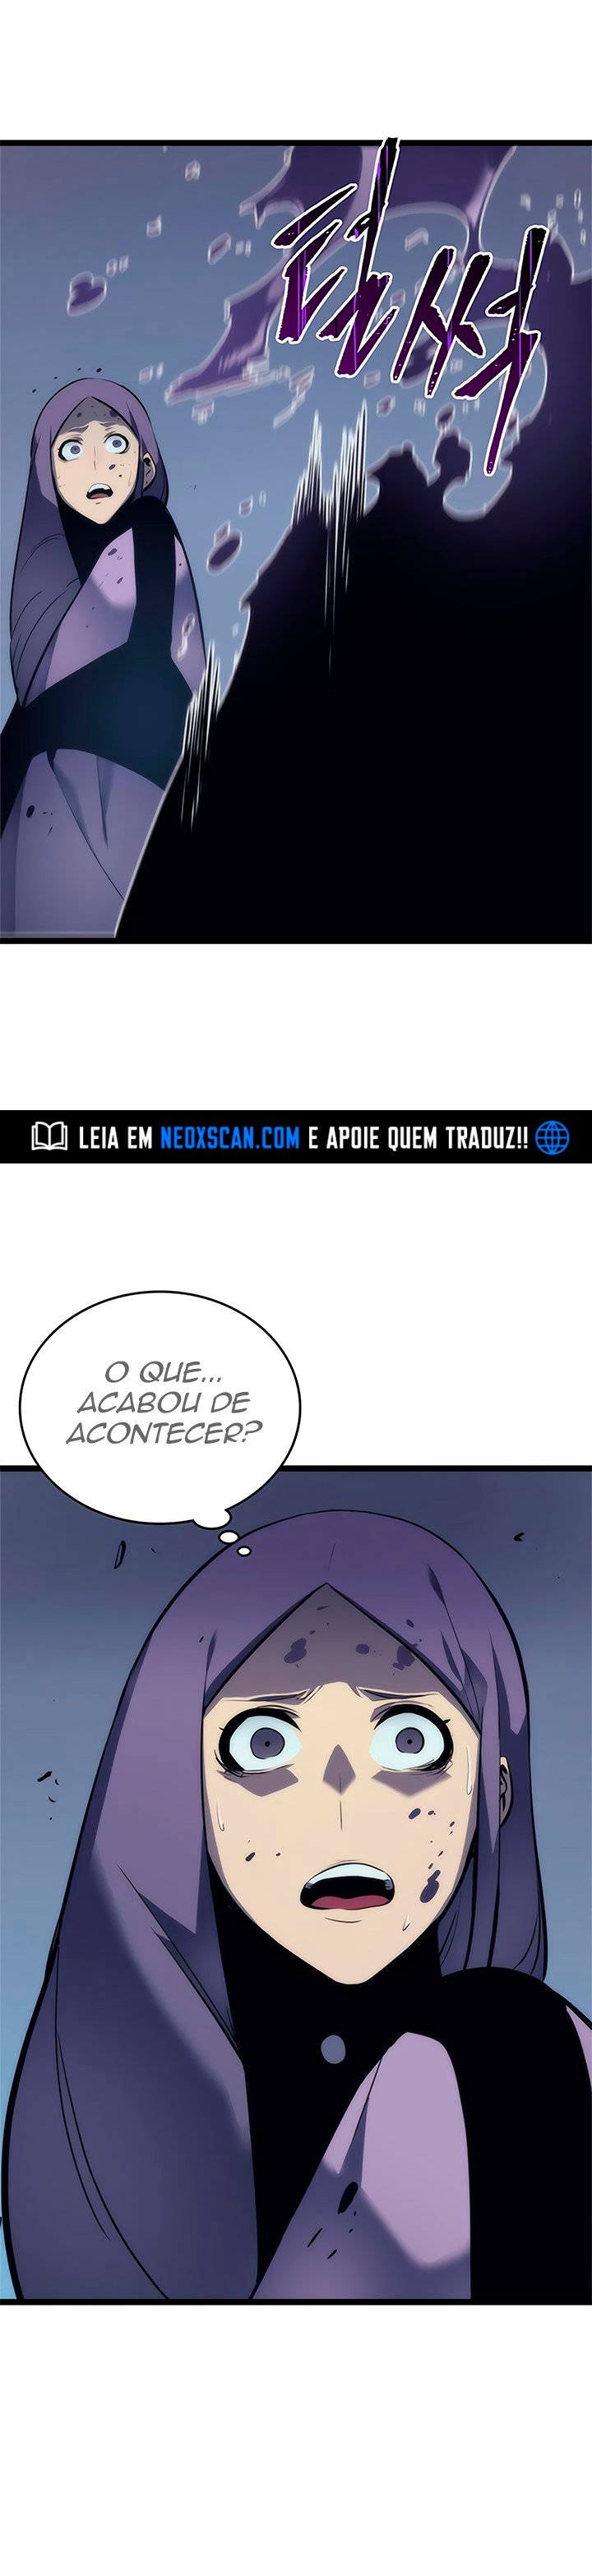 털썩
LEIA EM NEOXSCAN.COM E APOIE QUEM TRADUZ!!
O QUE...
ACABOU DE
ACONTECER?